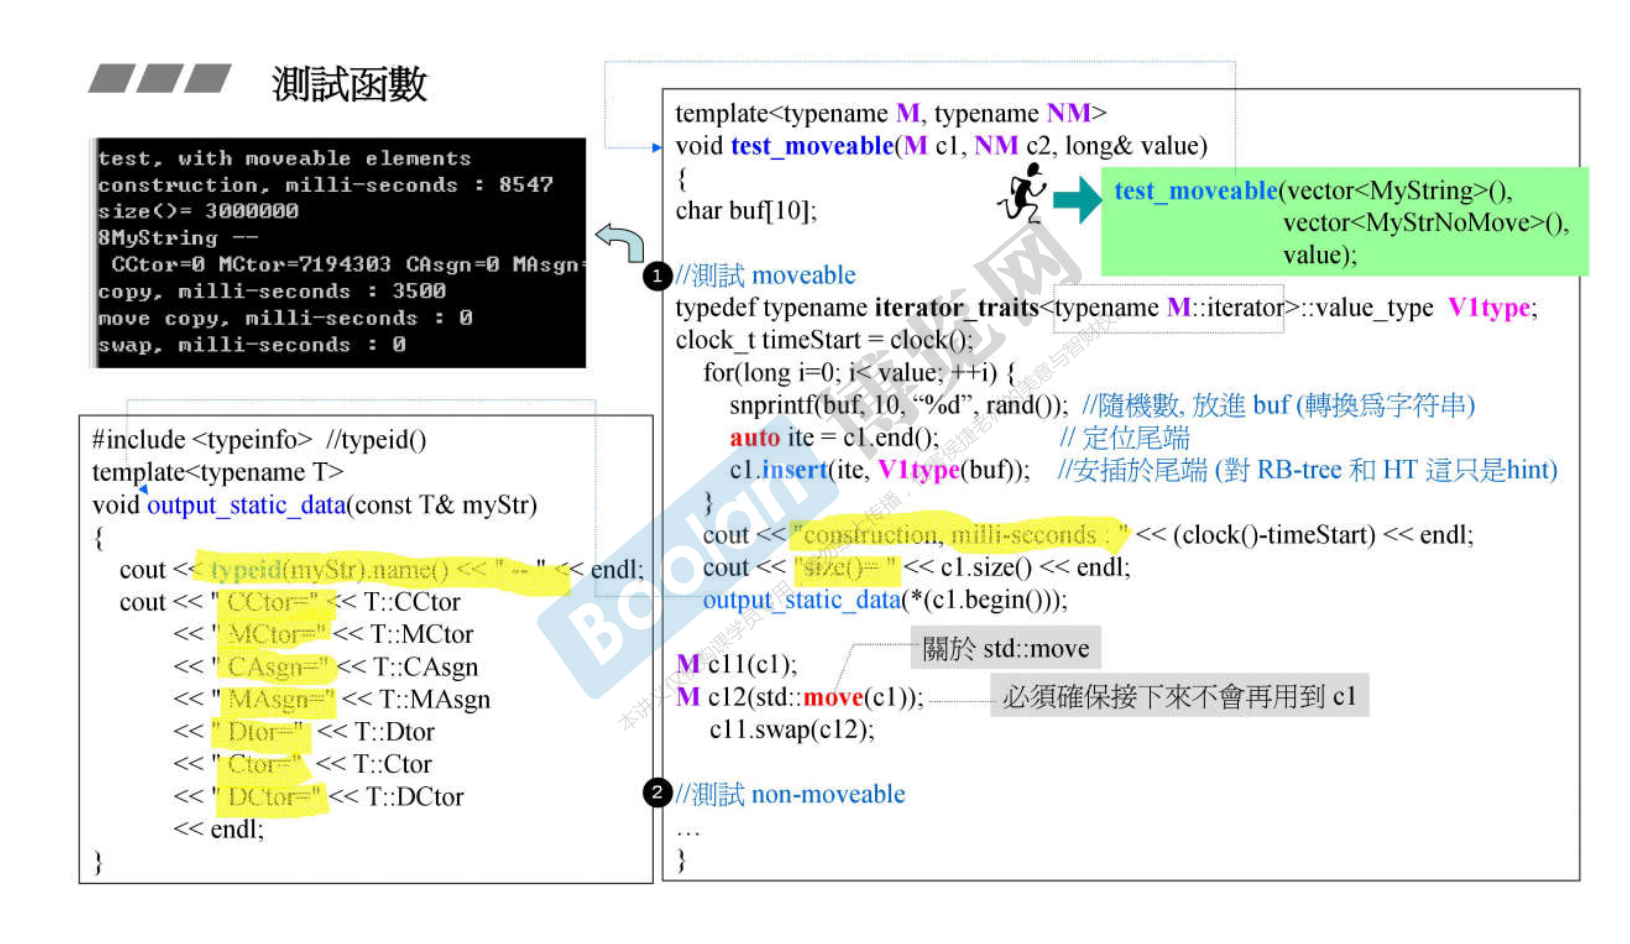 測試函數
test, with moveable elements
construction, milli-seconds : 8547
size()= 3000000
8MyString --
CCtor=0 MCtor=7194303 CAsgn=0 MAsgn=
copy, milli-seconds : 3500
move copy, milli-seconds : 0
swap, milli-seconds : 0
#include <typeinfo> //typeid()
template<typename T>
void output_static_data(const T& myStr)
{
cout << typeid(myStr).name() << " -- " << endl;
cout << " CCtor=" << T::CCtor
<< " MCtor=" << T::MCtor
<< " CAsgn=" << T::CAsgn
<< " MAsgn=" << T::MAsgn
<< " Dtor=" << T::Dtor
<< " Ctor=" << T::Ctor
<< " DCtor=" << T::DCtor
<< endl;
}
template<typename M, typename NM>
void test_moveable(M c1, NM c2, long& value)
{
char buf[10];
test_moveable(vector<MyString>(),
vector<MyStrNoMove>(),
value);
1 //測試 moveable
typedef typename iterator_traits<typename M::iterator>::value_type V1type;
clock_t timeStart = clock();
for(long i=0; i< value; ++i) {
snprintf(buf, 10, “%d”, rand()); //隨機數, 放進 buf (轉換爲字符串)
auto ite = c1.end(); // 定位尾端
c1.insert(ite, V1type(buf)); //安插於尾端 (對 RB-tree 和 HT 這只是hint)
}
cout << "construction, milli-seconds : " << (clock()-timeStart) << endl;
cout << "size()= " << c1.size() << endl;
output_static_data(*(c1.begin()));
關於 std::move
M c11(c1);
M c12(std::move(c1)); 必須確保接下來不會再用到 c1
c11.swap(c12);
2 //測試 non-moveable
…
}
Boolan
博览网